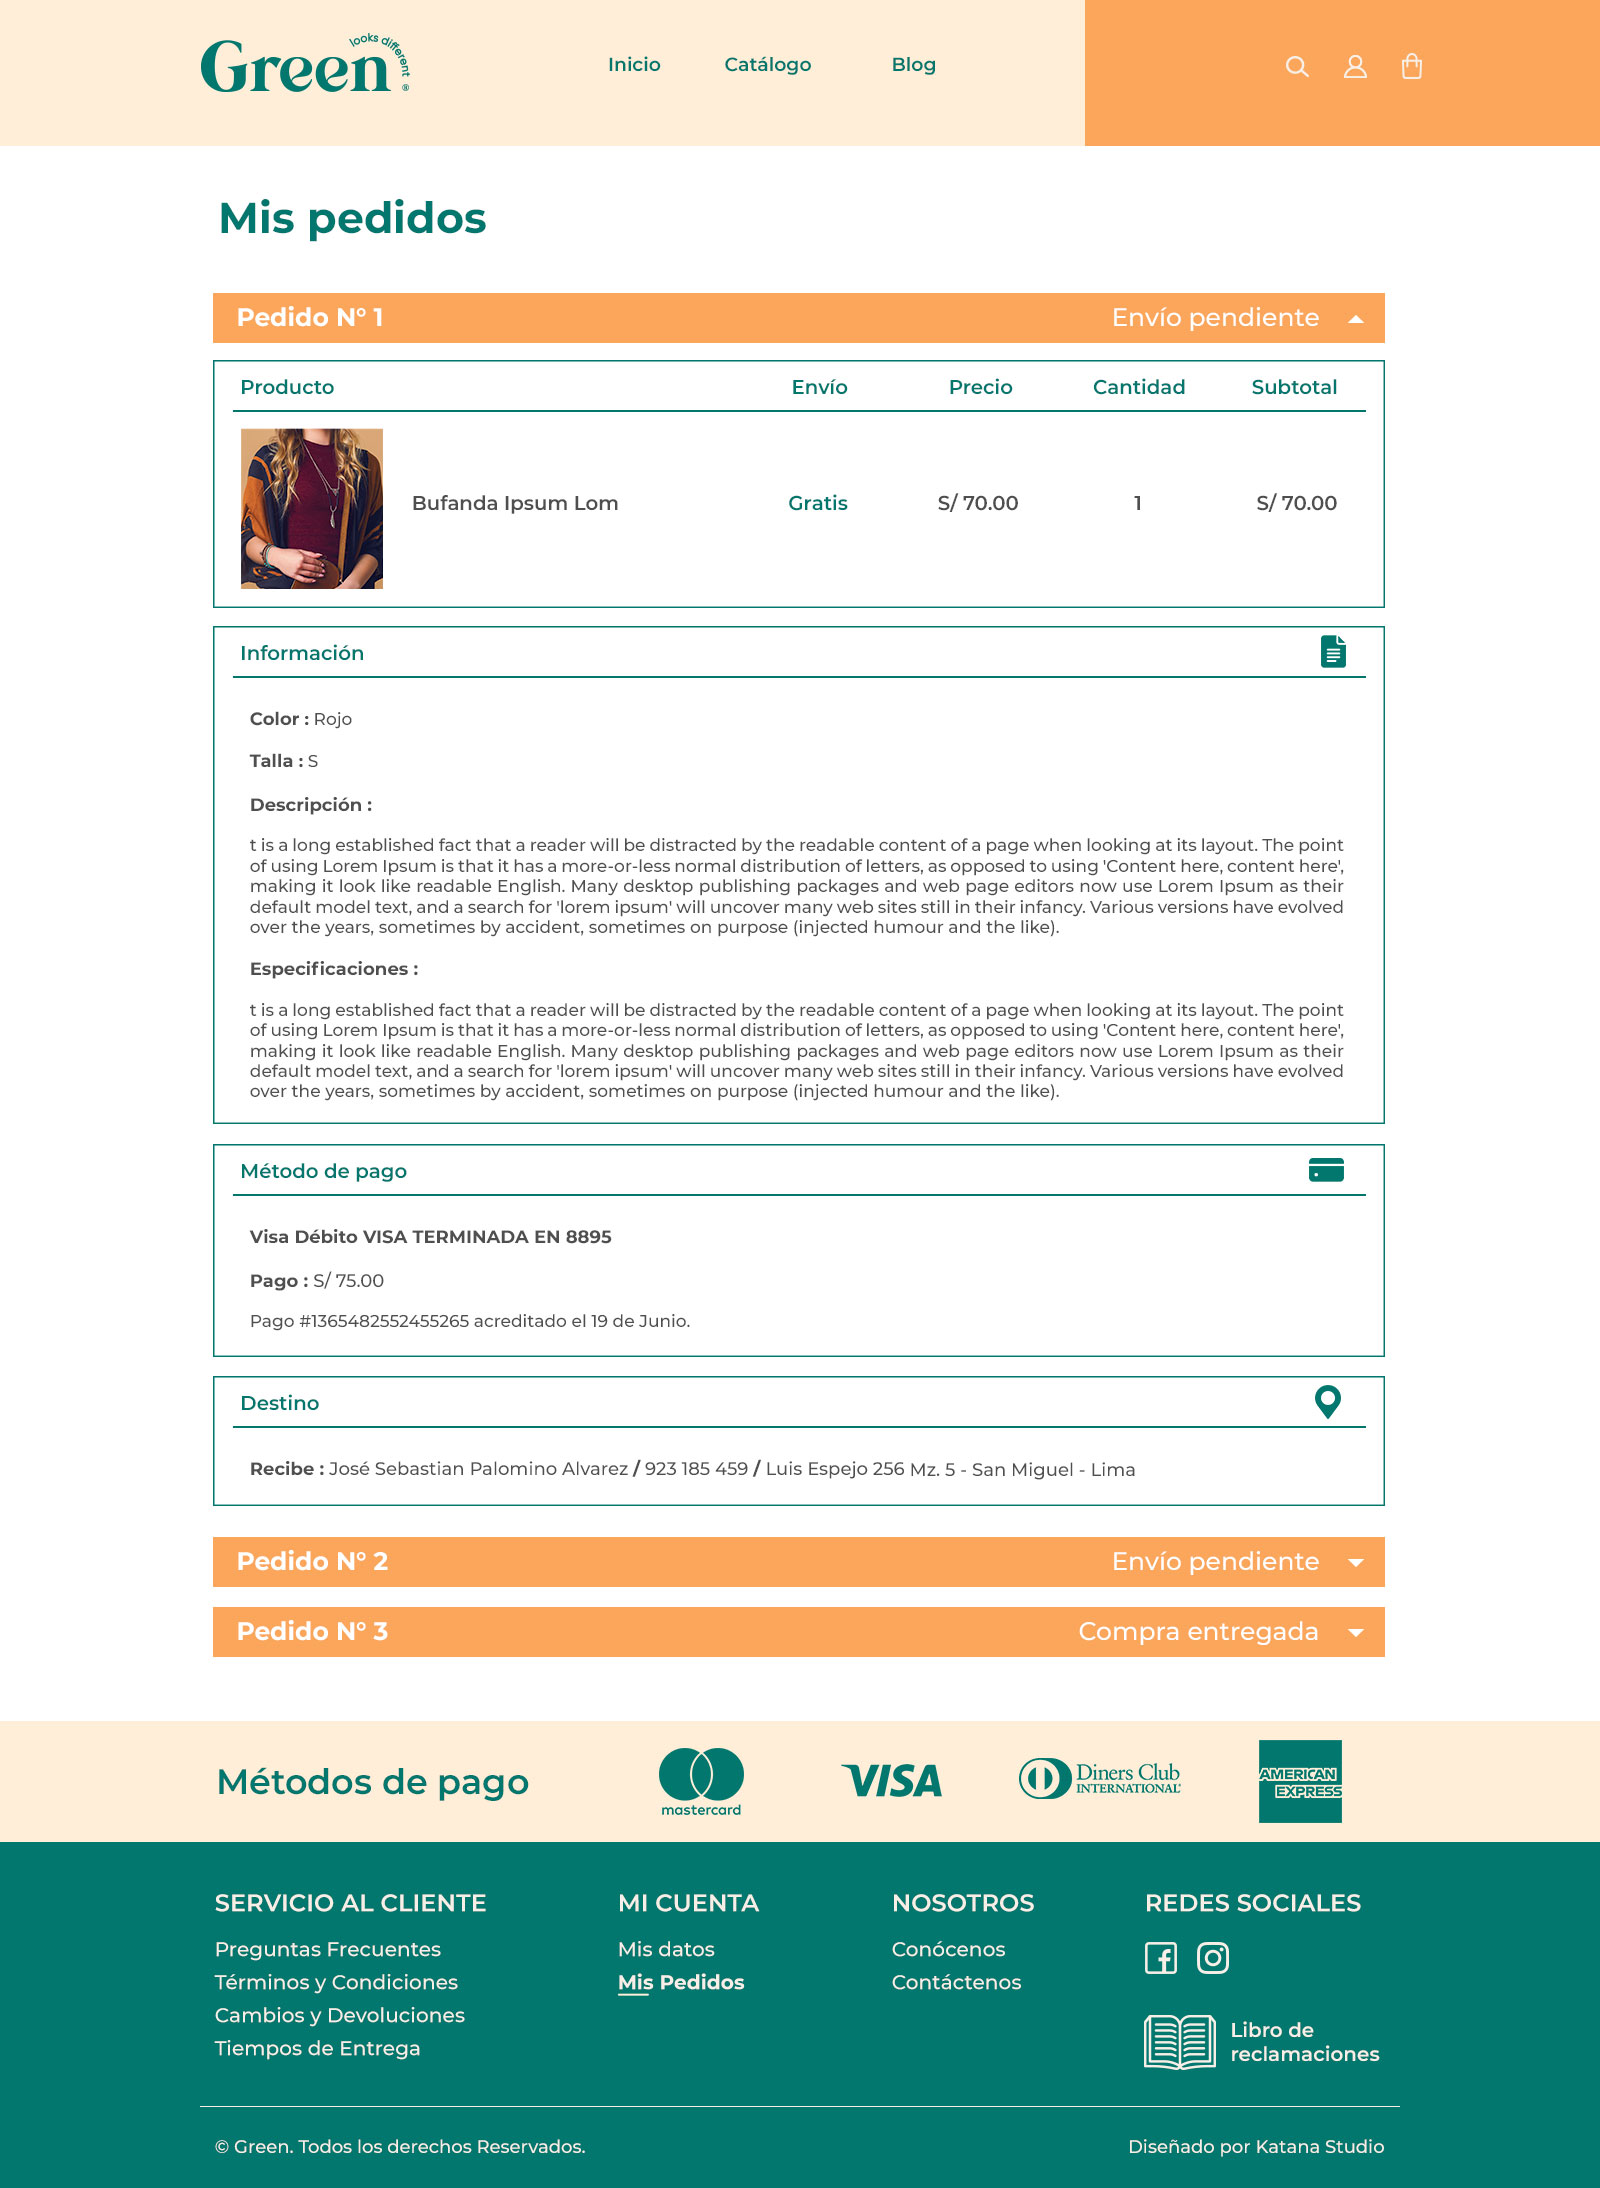 Green looks different ®
Inicio Catálogo Blog
Mis pedidos
Pedido N° 1 Envío pendiente
Producto Envío Precio Cantidad Subtotal
Bufanda Ipsum Lom Gratis S/ 70.00 1 S/ 70.00
Información
Color : Rojo
Talla : S
Descripción :
t is a long established fact that a reader will be distracted by the readable content of a page when looking at its layout. The point
of using Lorem Ipsum is that it has a more-or-less normal distribution of letters, as opposed to using 'Content here, content here',
making it look like readable English. Many desktop publishing packages and web page editors now use Lorem Ipsum as their
default model text, and a search for 'lorem ipsum' will uncover many web sites still in their infancy. Various versions have evolved
over the years, sometimes by accident, sometimes on purpose (injected humour and the like).
Especificaciones :
t is a long established fact that a reader will be distracted by the readable content of a page when looking at its layout. The point
of using Lorem Ipsum is that it has a more-or-less normal distribution of letters, as opposed to using 'Content here, content here',
making it look like readable English. Many desktop publishing packages and web page editors now use Lorem Ipsum as their
default model text, and a search for 'lorem ipsum' will uncover many web sites still in their infancy. Various versions have evolved
over the years, sometimes by accident, sometimes on purpose (injected humour and the like).
Método de pago
Visa Débito VISA TERMINADA EN 8895
Pago : S/ 75.00
Pago #1365482552455265 acreditado el 19 de Junio.
Destino
Recibe : José Sebastian Palomino Alvarez / 923 185 459 / Luis Espejo 256 Mz. 5 - San Miguel - Lima
Pedido N° 2 Envío pendiente
Pedido N° 3 Compra entregada
Métodos de pago
mastercard
VISA
Diners Club
INTERNATIONAL
AMERICAN
EXPRESS
SERVICIO AL CLIENTE MI CUENTA NOSOTROS REDES SOCIALES
Preguntas Frecuentes Mis datos Conócenos
Términos y Condiciones Mis Pedidos Contáctenos
Cambios y Devoluciones
Tiempos de Entrega
Libro de
reclamaciones
© Green. Todos los derechos Reservados. Diseñado por Katana Studio